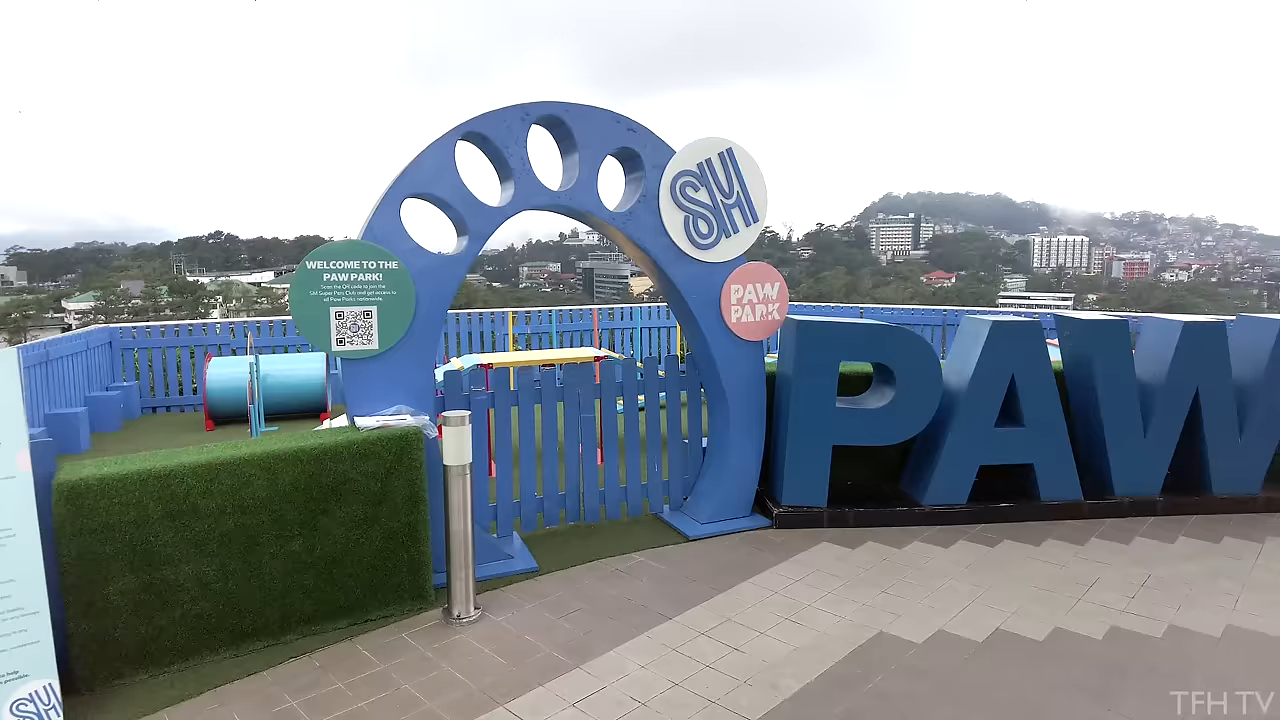 WELCOME TO THE
PAW PARK!
Scan the QR code to join the
SM Super Pets Club and get access to
all Paw Parks nationwide.
SM
PAW
PARK
PAW
SM
TFH TV